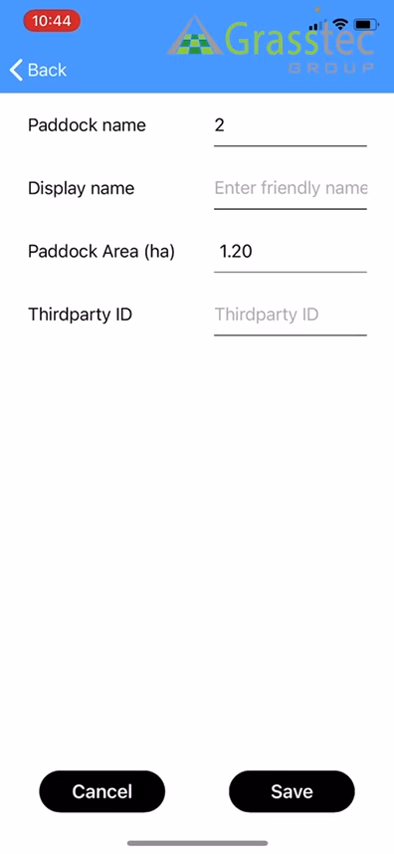 10:44
Grasstec
GROUP
Back
Paddock name 2
Display name Enter friendly name
Paddock Area (ha) 1.20
Thirdparty ID Thirdparty ID
Cancel Save